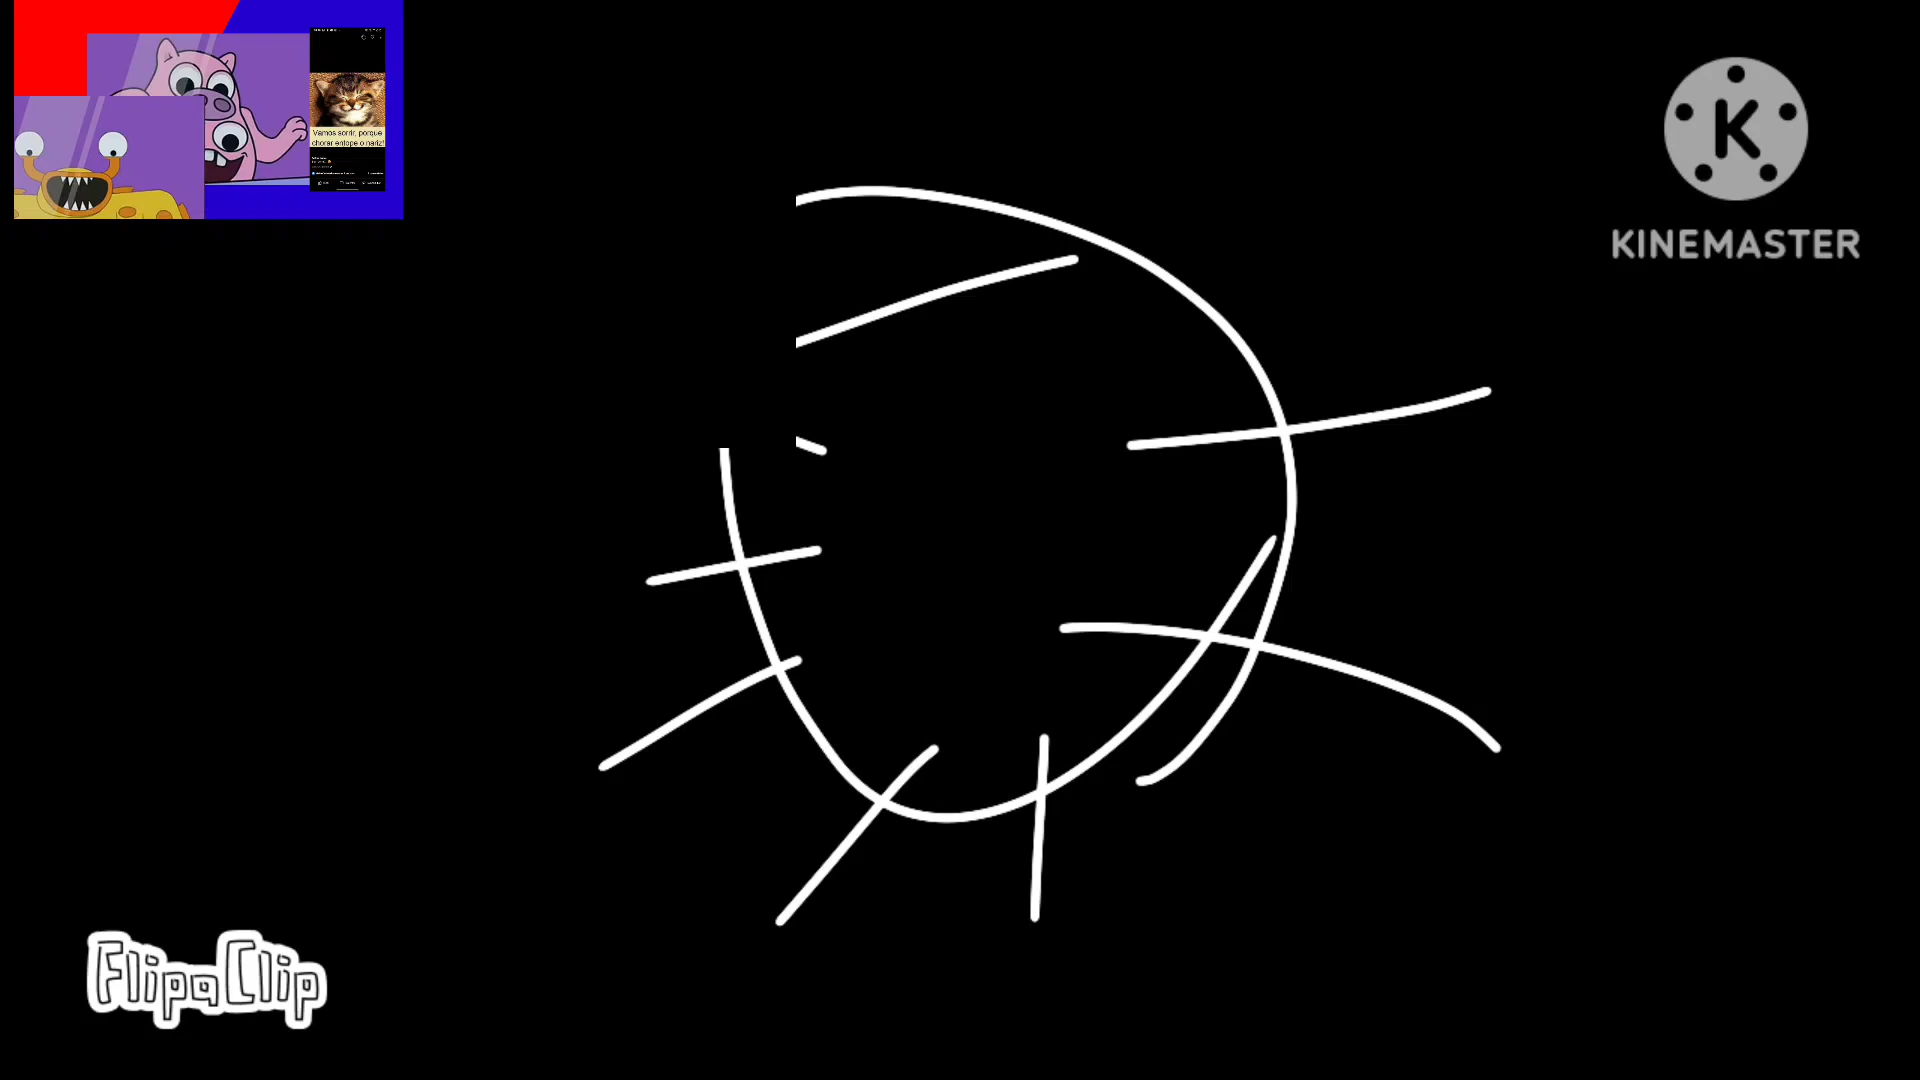 Vamos sorrir, porque
chorar entope o nariz!
K
KINEMASTER
FlipaClip